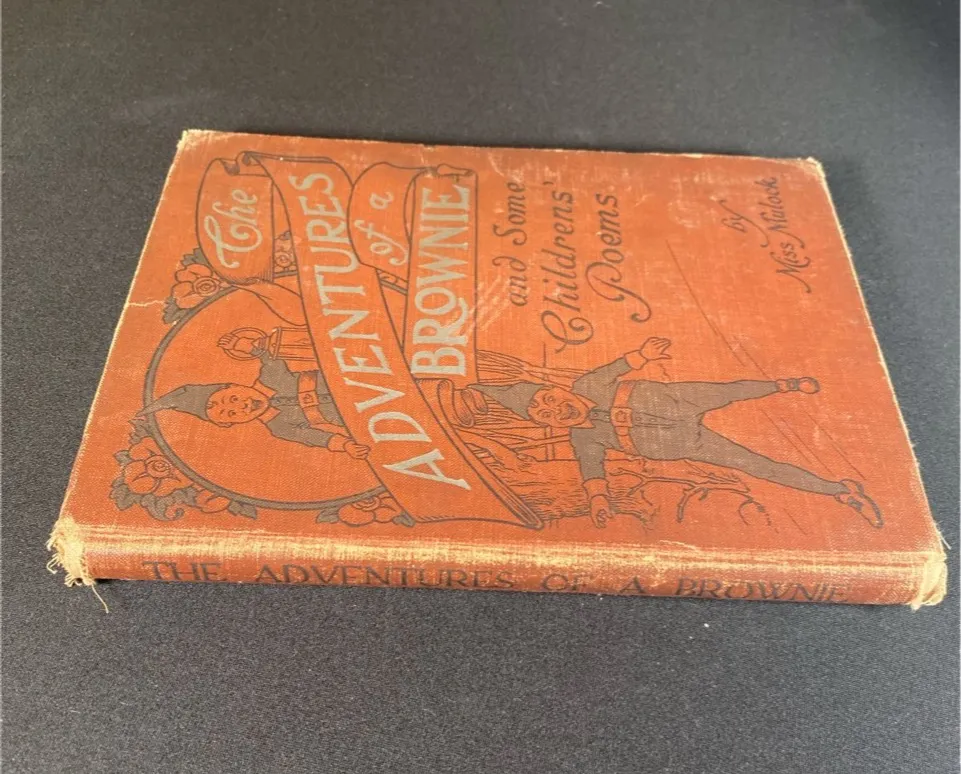 The
ADVENTURES
of a
BROWNIE
and Some
Childrens'
Poems
by
Miss Mulock
THE ADVENTURES OF A BROWNIE